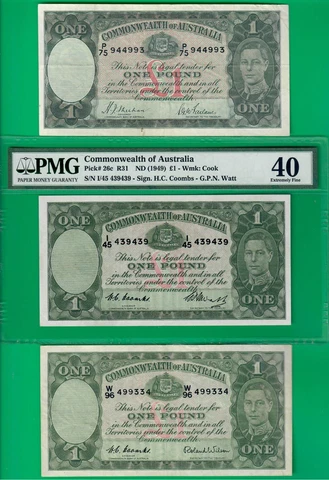 1
COMMONWEALTH OF AUSTRALIA
P/75 944993 P/75 944993
This Note is legal tender for
ONE POUND
in the Commonwealth and in all
Territories under the control of the
Commonwealth
£1
1
ONE
PMG
PAPER MONEY GUARANTY
Commonwealth of Australia
Pick# 26c R31 ND (1949) £1 - Wmk: Cook
S/N I/45 439439 - Sign. H.C. Coombs - G.P.N. Watt
40
Extremely Fine
COMMONWEALTH OF AUSTRALIA
1
I/45 439439 I/45 439439
This Note is legal tender for
ONE POUND
in the Commonwealth and in all
Territories under the control of the
Commonwealth
H.C. Coombs
1
ONE
COMMONWEALTH OF AUSTRALIA
1
W/96 499334 W/96 499334
This Note is legal tender for
ONE POUND
in the Commonwealth and in all
Territories under the control of the
Commonwealth
H.C. Coombs Roland Wilson
1
ONE